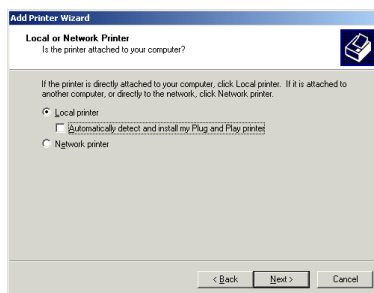 Add Printer Wizard
Local or Network Printer
Is the printer attached to your computer?
If the printer is directly attached to your computer, click Local printer. If it is attached to
another computer, or directly to the network, click Network printer.
Local printer
Automatically detect and install my Plug and Play printer
Network printer
< Back Next > Cancel